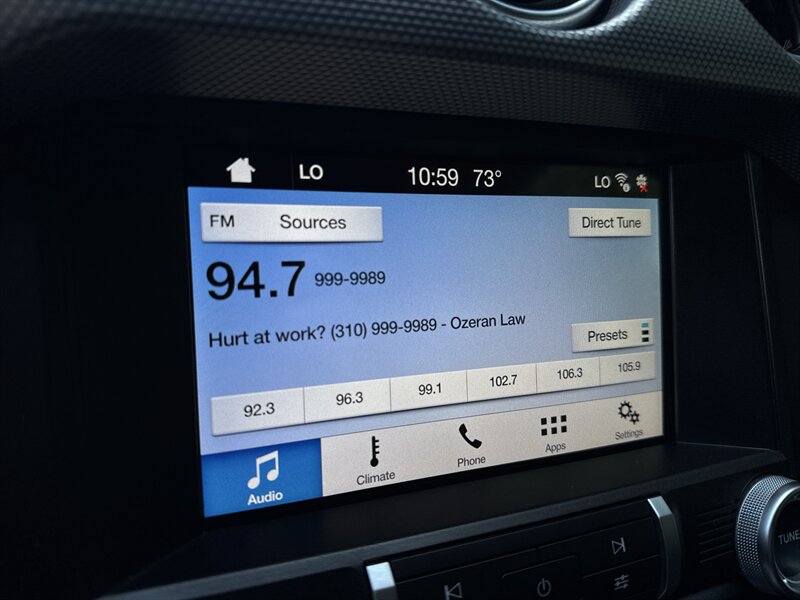 LO 10:59 73° LO
FM Sources Direct Tune
94.7 999-9989
Hurt at work? (310) 999-9989 - Ozeran Law
Presets
92.3 96.3 99.1 102.7 106.3 105.9
Audio Climate Phone Apps Settings
TUNE